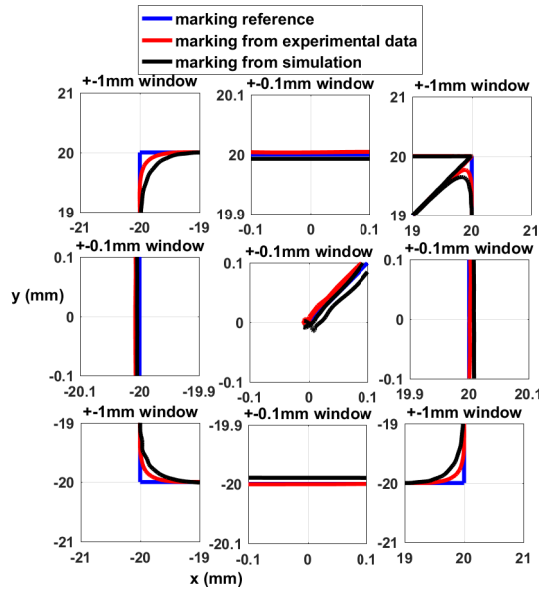 marking reference
marking from experimental data
marking from simulation
+-1mm window
+-0.1mm window
+-1mm window
21
20
19
-21 -20 -19
20.1
20
19.9
-0.1 0 0.1
21
20
19
19 20 21
+-0.1mm window
+-0.1mm window
+-0.1mm window
y (mm)
0.1
0
-0.1
-20.1 -20 -19.9
0.1
0
-0.1
-0.1 0 0.1
0.1
0
-0.1
19.9 20 20.1
+-1mm window
+-0.1mm window
+-1mm window
-19
-20
-21
-21 -20 -19
-19.9
-20
-20.1
-0.1 0 0.1
-19
-20
-21
19 20 21
x (mm)